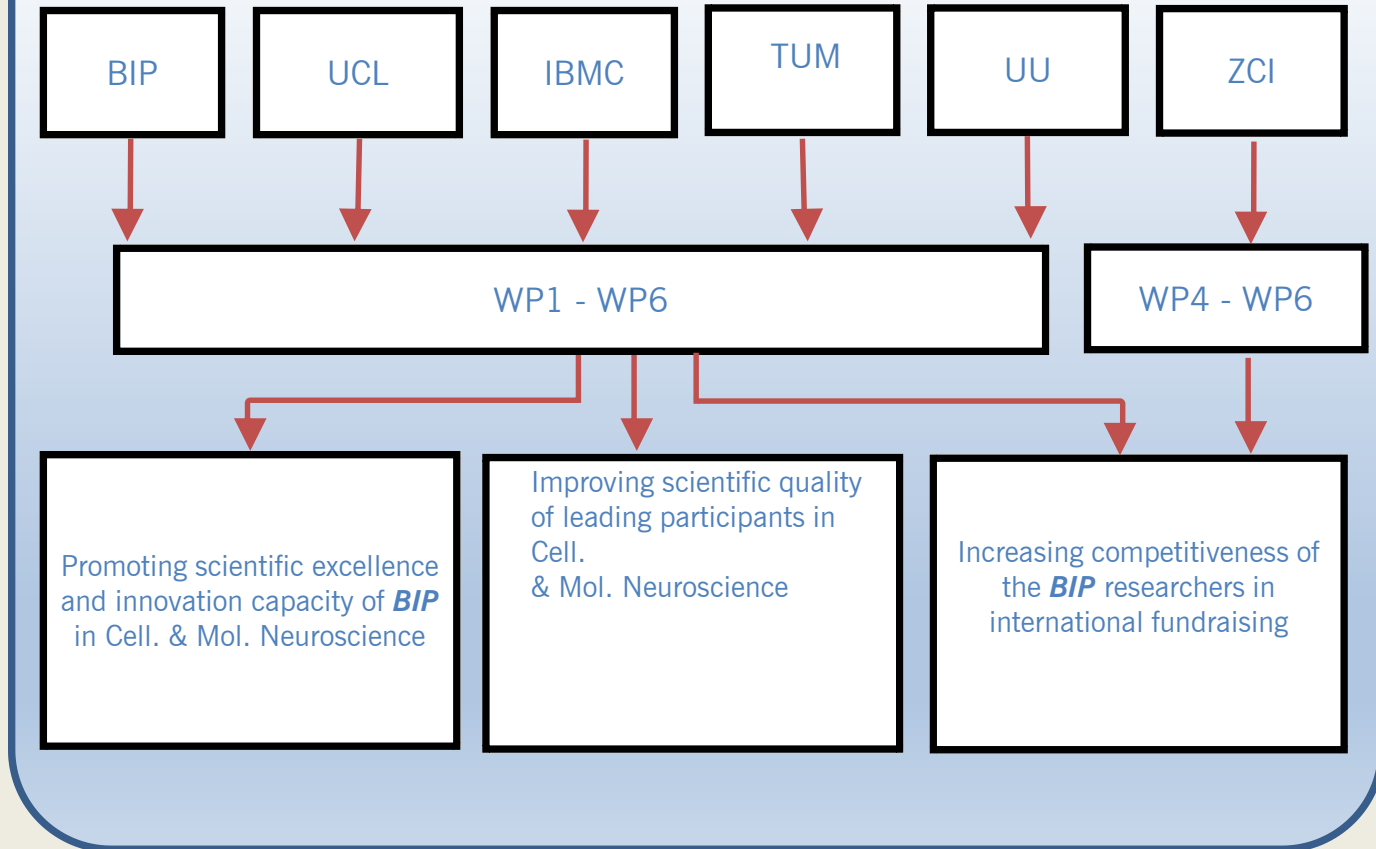 BIP
UCL
IBMC
TUM
UU
ZCI
WP1 - WP6
WP4 - WP6
Promoting scientific excellence
and innovation capacity of BIP
in Cell. & Mol. Neuroscience
Improving scientific quality
of leading participants in
Cell.
& Mol. Neuroscience
Increasing competitiveness of
the BIP researchers in
international fundraising